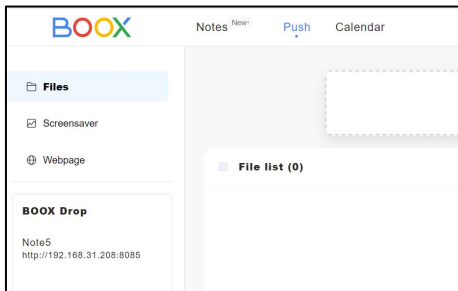 BOOX
Notes New-
Push
Calendar
Files
Screensaver
Webpage
File list (0)
BOOX Drop
Note5
http://192.168.31.208:8085